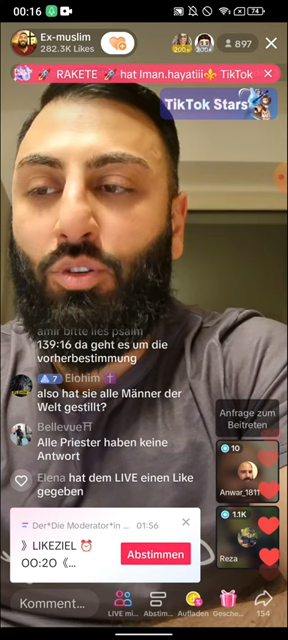 00:16
74
Ex-muslim
282.3K Likes
200+
30+
897
🚀 RAKETE 🚀 hat Iman.hayatiii⚜️ TikTok
TikTok Stars
amir bitte lies psalm
139:16 da geht es um die
vorherbestimmung
7 Elohim ✝️
also hat sie alle Männer der
Welt gestillt?
Bellevue⛩
Alle Priester haben keine
Antwort
Elena hat dem LIVE einen Like
gegeben
Anfrage zum
Beitreten
10
Anwar_1811
1.1K
Reza
Der*Die Moderator*in ... 01:56
》LIKEZIEL ⏰
00:20《...
Abstimmen
Komment...
LIVE mi...
Abstim...
Aufladen
Gesche...
154